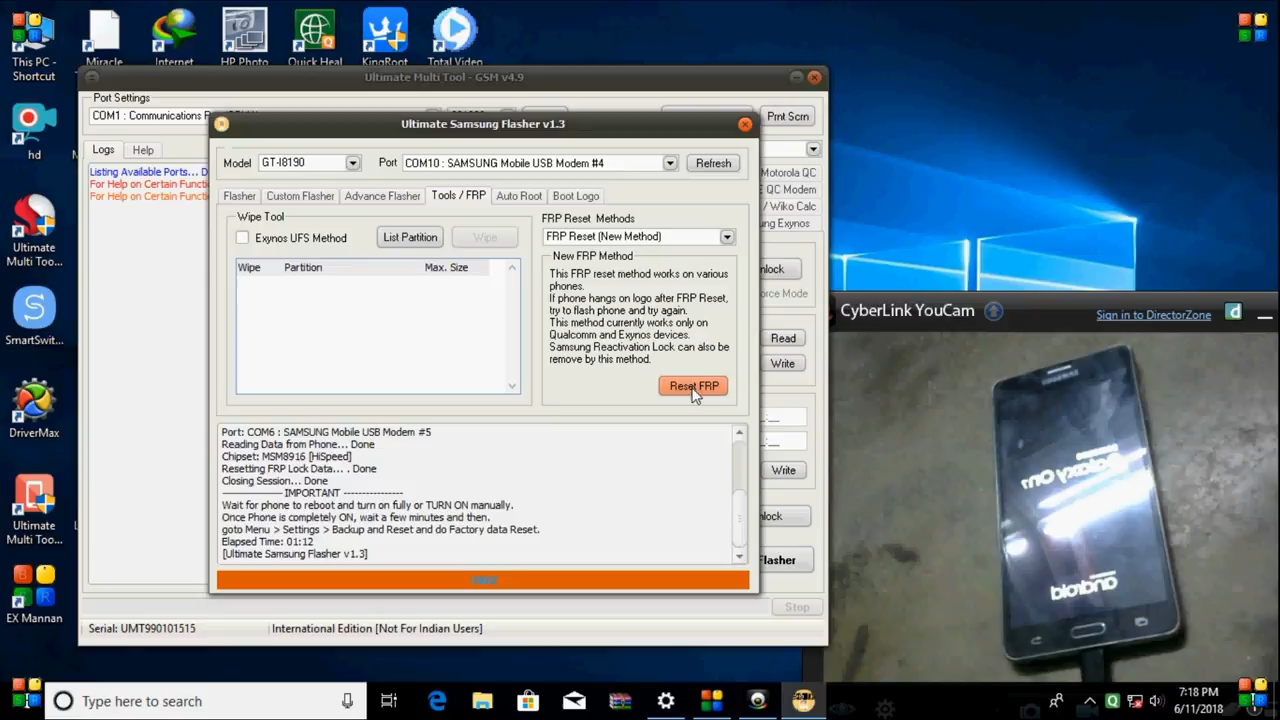 This PC - Shortcut
Miracle
Internet
HP Photo
Quick Heal
KingRoot
Total Video
hd
Ultimate Multi Too...
SmartSwit...
DriverMax
Ultimate Multi Too...
EX Mannan
Ultimate Multi Tool - GSM v4.9
Port Settings
COM1 : Communications
Prnt Scrn
Logs
Help
Listing Available Ports... D
For Help on Certain Functi
For Help on Certain Functi
Motorola QC
QC Modem
/ Wiko Calc
ng Exynos
nlock
orce Mode
Read
Write
Write
lock
Flasher
Stop
Serial: UMT990101515
International Edition [Not For Indian Users]
Ultimate Samsung Flasher v1.3
Model
GT-I8190
Port
COM10 : SAMSUNG Mobile USB Modem #4
Refresh
Flasher
Custom Flasher
Advance Flasher
Tools / FRP
Auto Root
Boot Logo
Wipe Tool
Exynos UFS Method
List Partition
Wipe
Wipe
Partition
Max. Size
FRP Reset Methods
FRP Reset (New Method)
New FRP Method
This FRP reset method works on various
phones.
If phone hangs on logo after FRP Reset,
try to flash phone and try again.
This method currently works only on
Qualcomm and Exynos devices.
Samsung Reactivation Lock can also be
remove by this method.
Reset FRP
Port: COM6 : SAMSUNG Mobile USB Modem #5
Reading Data from Phone... Done
Chipset: MSM8916 [HiSpeed]
Resetting FRP Lock Data... . Done
Closing Session... Done
--------------- IMPORTANT ---------------
Wait for phone to reboot and turn on fully or TURN ON manually.
Once Phone is completely ON, wait a few minutes and then.
goto Menu > Settings > Backup and Reset and do Factory data Reset.
Elapsed Time: 01:12
[Ultimate Samsung Flasher v1.3]
CyberLink YouCam
Sign in to DirectorZone
SAMSUNG
Galaxy On7
android
Type here to search
7:18 PM
6/11/2018